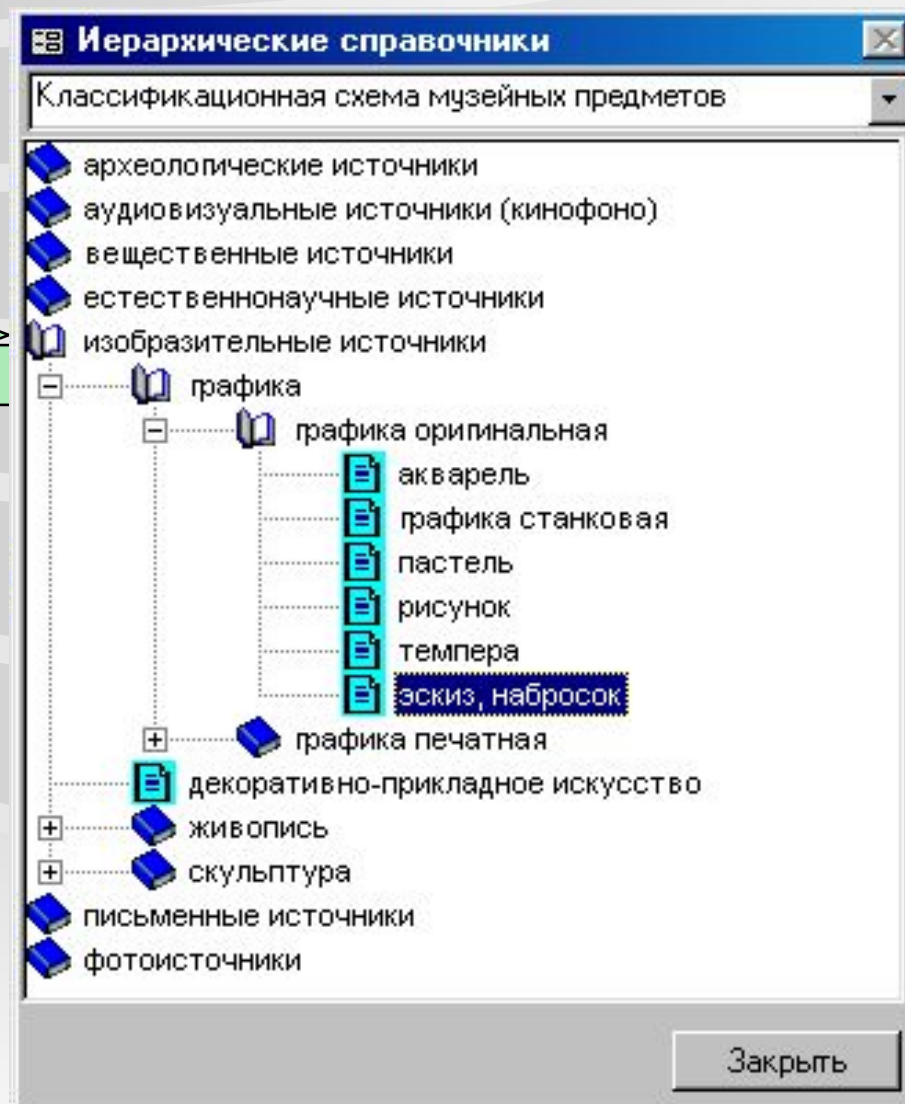 Иерархические справочники
Классификационная схема музейных предметов
археологические источники
аудиовизуальные источники (кинофоно)
вещественные источники
естественнонаучные источники
изобразительные источники
графика
графика оригинальная
акварель
графика станковая
пастель
рисунок
темпера
эскиз, набросок
графика печатная
декоративно-прикладное искусство
живопись
скульптура
письменные источники
фотоисточники
Закрыть